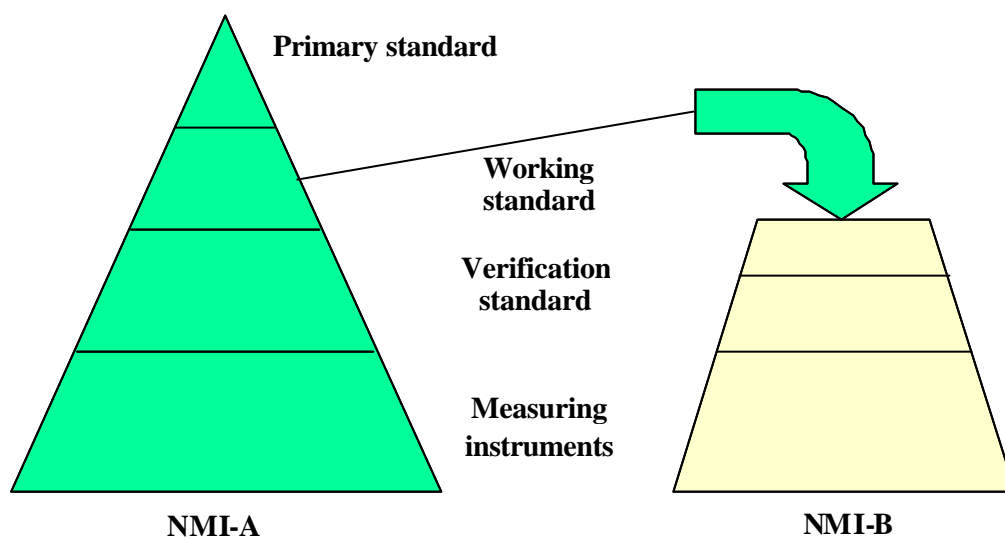 Primary standard
Working
standard
Verification
standard
Measuring
instruments
NMI-A
NMI-B